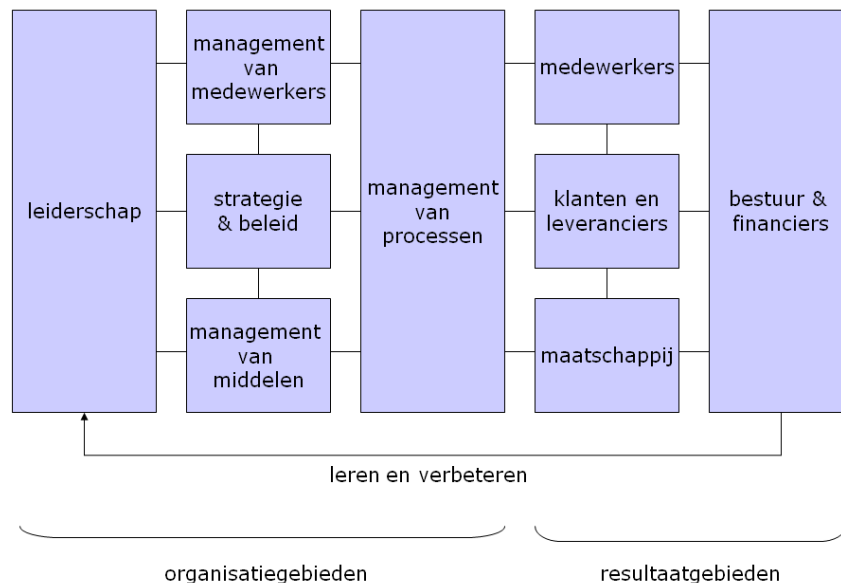 leiderschap
management
van
medewerkers
strategie
& beleid
management
van
middelen
management
van
processen
medewerkers
klanten en
leveranciers
maatschappij
bestuur &
financiers
leren en verbeteren
organisatiegebieden
resultaatgebieden